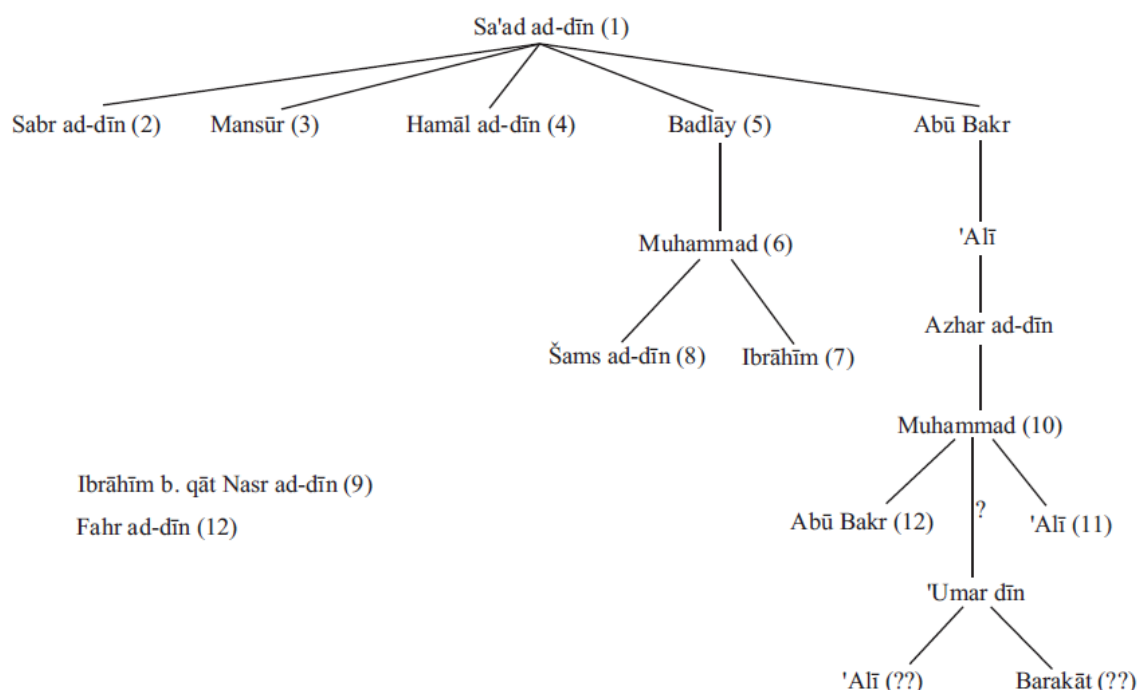 Sa'ad ad-dīn (1)
Sabr ad-dīn (2) Mansūr (3) Hamāl ad-dīn (4) Badlāy (5) Abū Bakr
Muhammad (6) 'Alī
Azhar ad-dīn
Šams ad-dīn (8) Ibrāhīm (7)
Muhammad (10)
Ibrāhīm b. qāt Nasr ad-dīn (9)
Fahr ad-dīn (12) Abū Bakr (12) ? 'Alī (11)
'Umar dīn
'Alī (??) Barakāt (??)